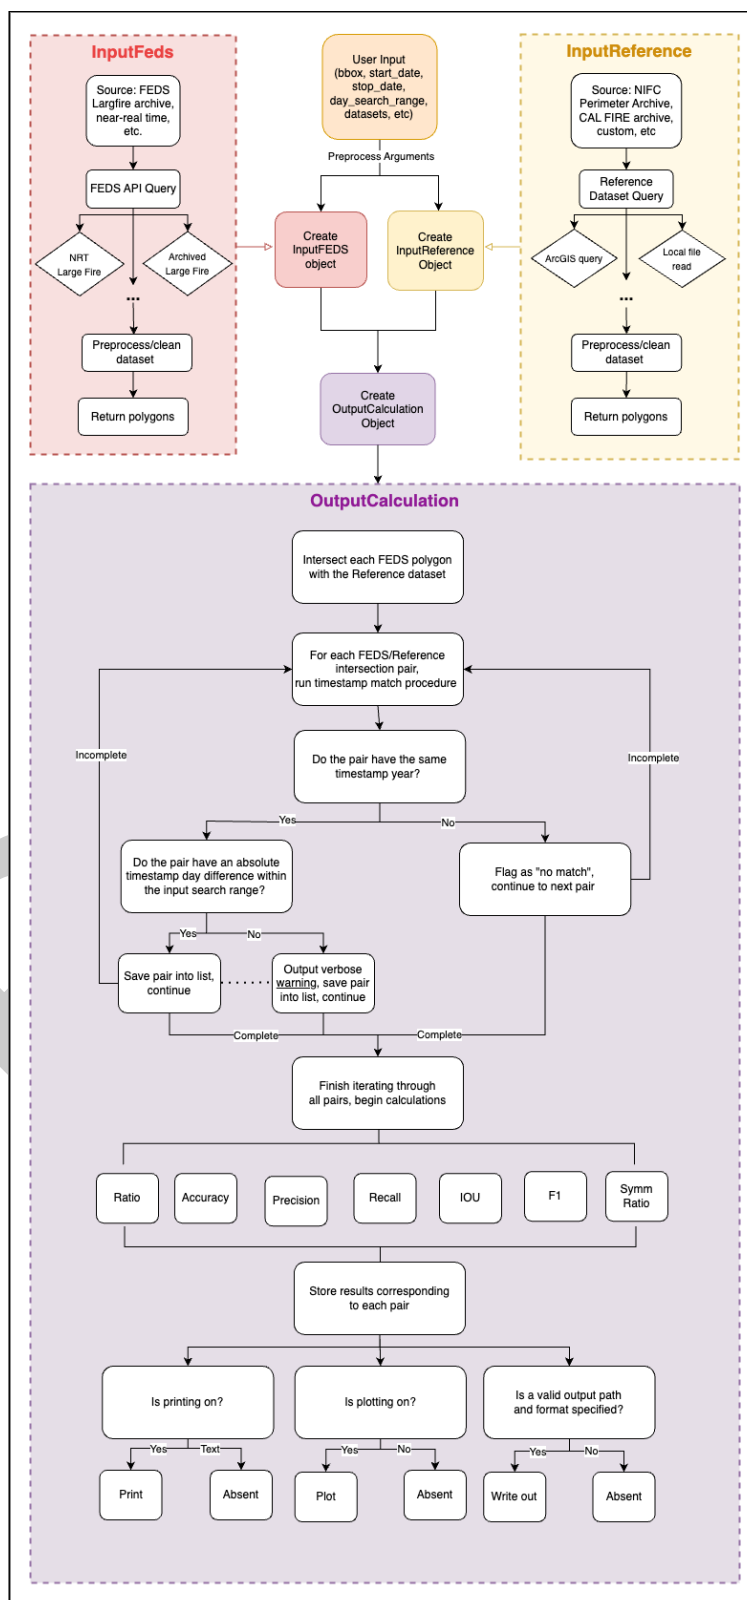 InputFeds
Source: FEDS
Largfire archive,
near-real time,
etc.
FEDS API Query
NRT
Large Fire
Archived
Large Fire
...
Preprocess/clean
dataset
Return polygons
User Input
(bbox, start_date,
stop_date,
day_search_range,
datasets, etc)
Preprocess Arguments
Create
InputFEDS
object
Create
InputReference
Object
Create
OutputCalculation
Object
InputReference
Source: NIFC
Perimeter Archive,
CAL FIRE archive,
custom, etc
Reference
Dataset Query
ArcGIS query
Local file
read
...
Preprocess/clean
dataset
Return polygons
OutputCalculation
Intersect each FEDS polygon
with the Reference dataset
For each FEDS/Reference
intersection pair,
run timestamp match procedure
Incomplete
Incomplete
Do the pair have the same
timestamp year?
Yes
No
Do the pair have an absolute
timestamp day difference within
the input search range?
Flag as "no match",
continue to next pair
Yes
No
Save pair into list,
continue
Output verbose
warning, save pair
into list, continue
Complete
Complete
Finish iterating through
all pairs, begin calculations
Ratio
Accuracy
Precision
Recall
IOU
F1
Symm
Ratio
Store results corresponding
to each pair
Is printing on?
Is plotting on?
Is a valid output path
and format specified?
Yes
Text
Yes
No
Yes
No
Print
Absent
Plot
Absent
Write out
Absent